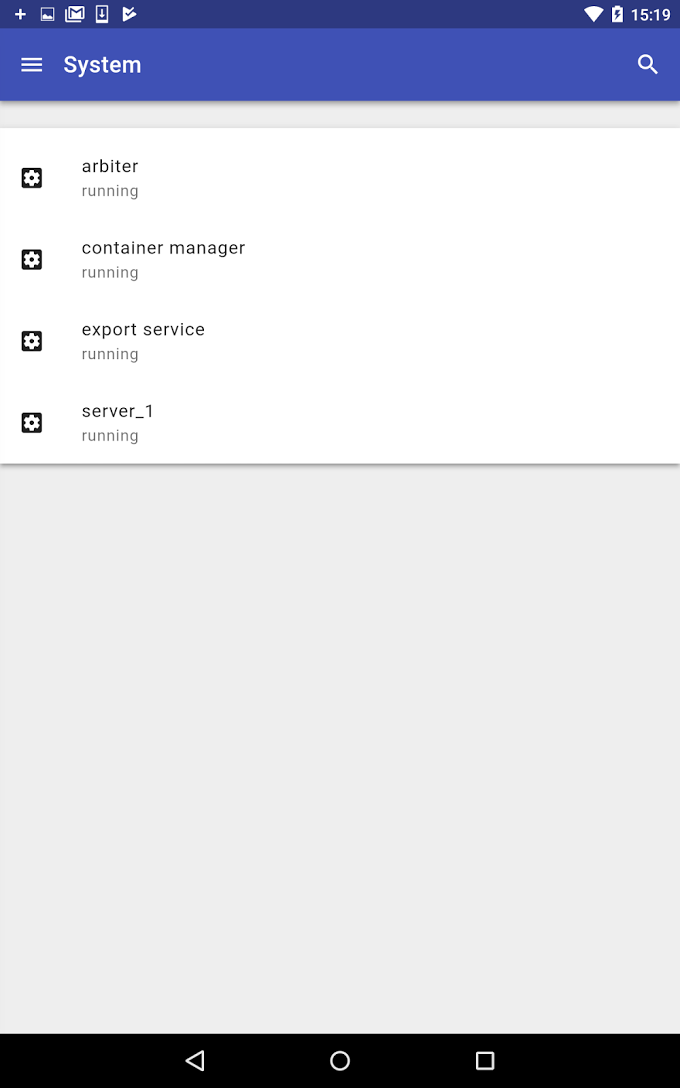 15:19
System
arbiter
running
container manager
running
export service
running
server_1
running